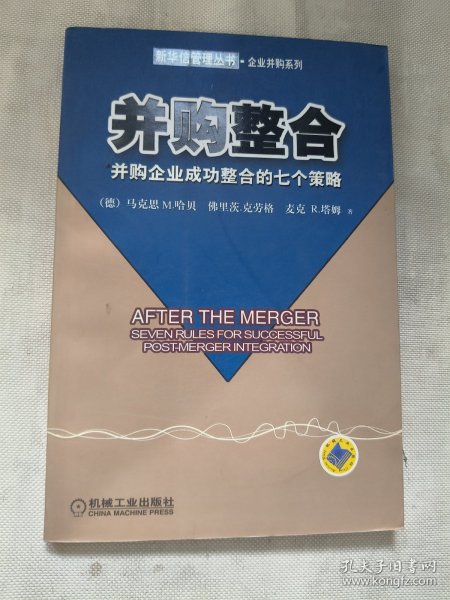 新华信管理丛书·企业并购系列
并购整合
并购企业成功整合的七个策略
（德）马克思 M.哈贝 佛里茨.克劳格 麦克 R.塔姆 著
AFTER THE MERGER
SEVEN RULES FOR SUCCESSFUL
POST-MERGER INTEGRATION
机械工业出版社
CHINA MACHINE PRESS
孔夫子旧书网
www.kongfz.com